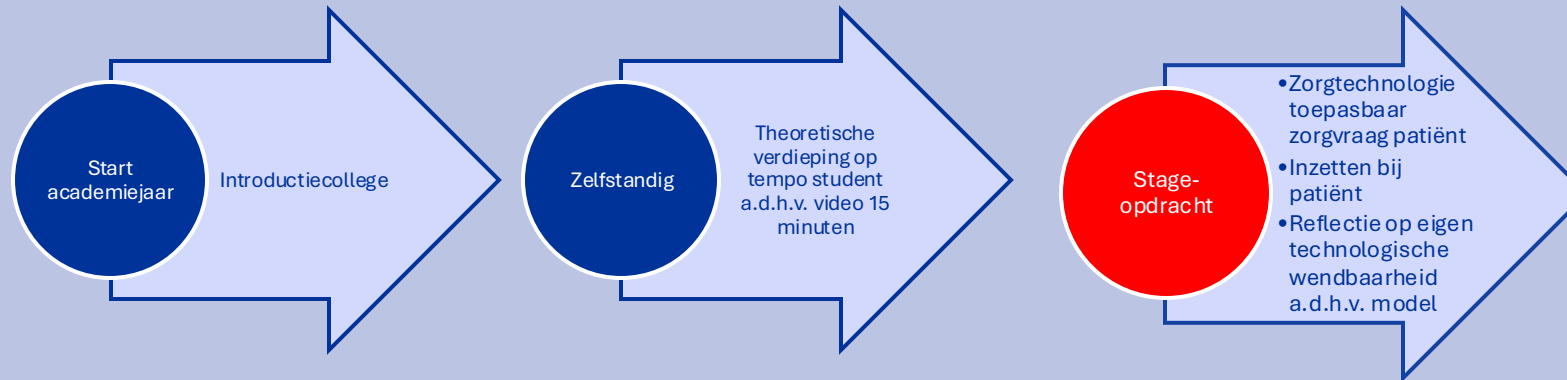 Start
academiejaar
Introductiecollege
Zelfstandig
Theoretische
verdieping op
tempo student
a.d.h.v. video 15
minuten
Stage-
opdracht
•Zorgtechnologie
toepasbaar
zorgvraag patiënt
•Inzetten bij
patiënt
•Reflectie op eigen
technologische
wendbaarheid
a.d.h.v. model